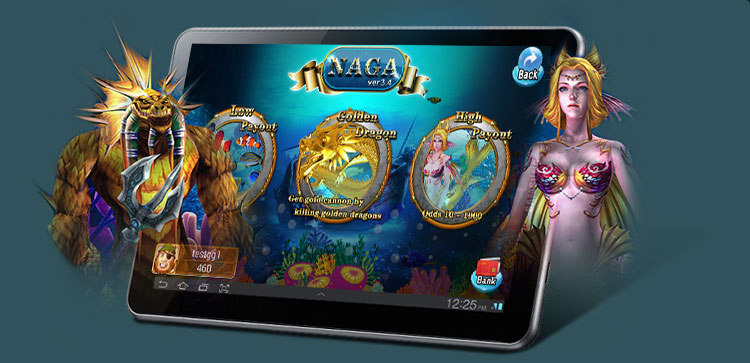 NAGA
ver3.4
Back
Low
Payout
Golden
Dragon
High
Payout
Get gold cannon by
killing golden dragons
Odds 10 - 1000
testgg1
460
Bank
12:25 PM